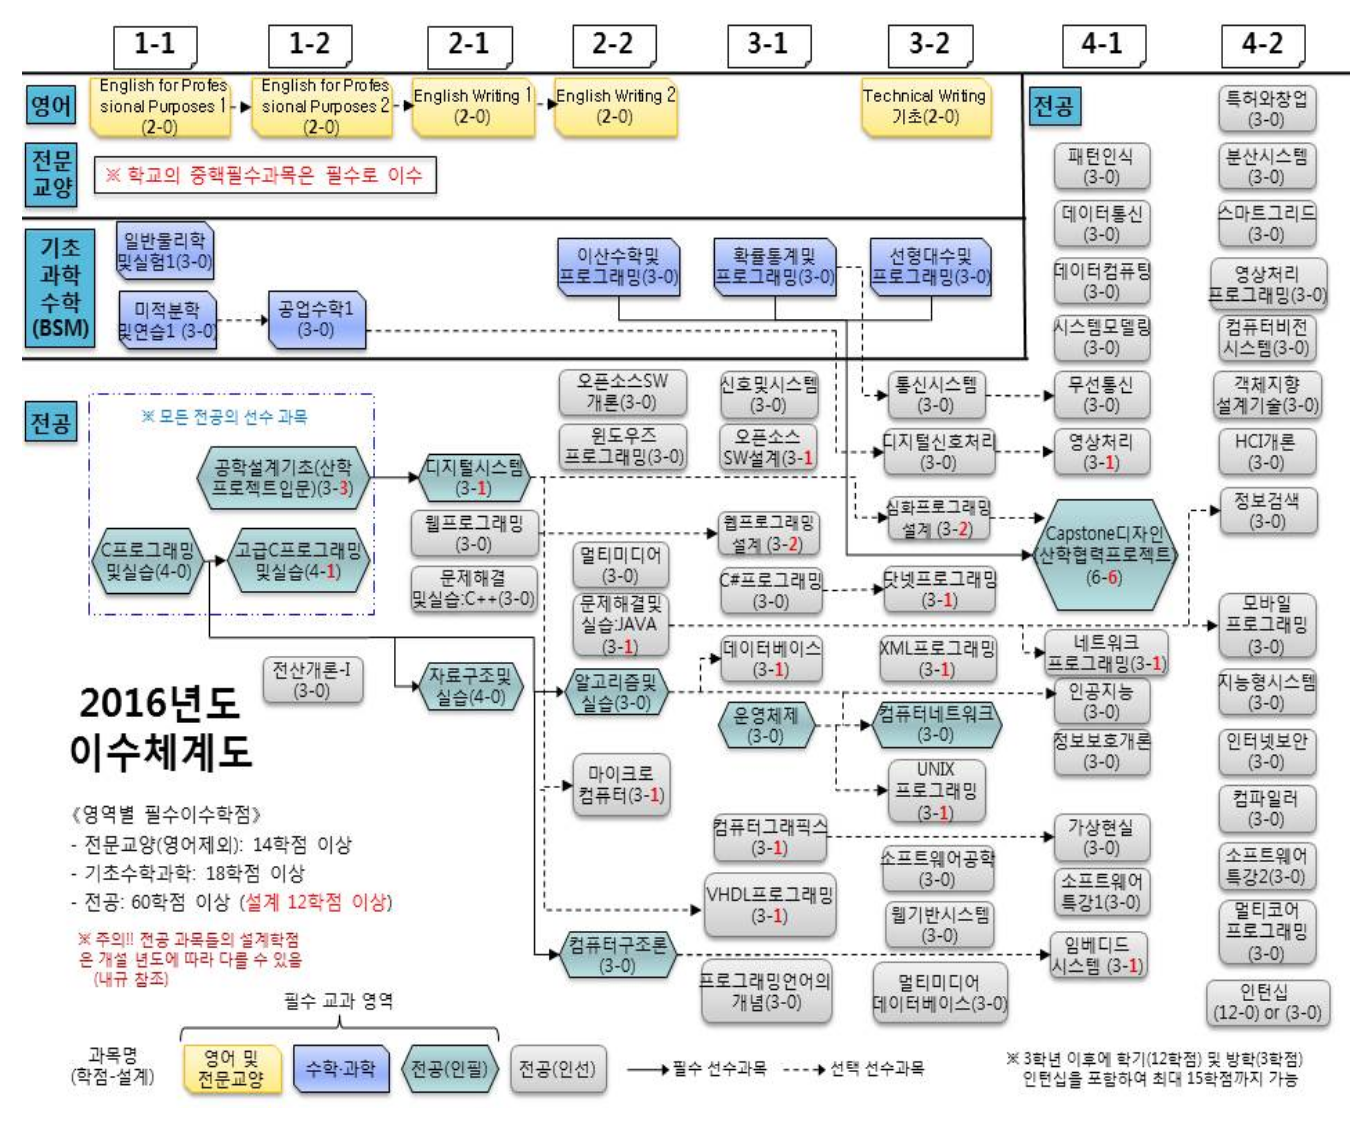 1-1
1-2
2-1
2-2
3-1
3-2
4-1
4-2
영어
English for Profes
sional Purposes 1
(2-0)
English for Profes
sional Purposes 2
(2-0)
English Writing 1
(2-0)
English Writing 2
(2-0)
Technical Writing
기초(2-0)
전공
특허와창업
(3-0)
전문
교양
※ 학교의 중핵필수과목은 필수로 이수
패턴인식
(3-0)
분산시스템
(3-0)
데이터통신
(3-0)
스마트그리드
(3-0)
기초
과학
수학
(BSM)
일반물리학
및실험1(3-0)
이산수학및
프로그래밍(3-0)
확률통계및
프로그래밍(3-0)
선형대수및
프로그래밍(3-0)
데이터컴퓨팅
(3-0)
영상처리
프로그래밍(3-0)
미적분학
및연습1 (3-0)
공업수학1
(3-0)
시스템모델링
(3-0)
컴퓨터비전
시스템(3-0)
전공
※ 모든 전공의 선수 과목
오픈소스SW
개론(3-0)
신호및시스템
(3-0)
통신시스템
(3-0)
무선통신
(3-0)
객체지향
설계기술(3-0)
윈도우즈
프로그래밍(3-0)
오픈소스
SW설계(3-1
디지털신호처리
(3-0)
영상처리
(3-1)
HCI개론
(3-0)
공학설계기초(산학
프로젝트입문)(3-3)
디지털시스템
(3-1)
웹프로그래밍
(3-0)
웹프로그래밍
설계 (3-2)
심화프로그래밍
설계 (3-2)
정보검색
(3-0)
C프로그래밍
및실습(4-0)
고급C프로그래밍
및실습(4-1)
문제해결
및실습:C++(3-0)
멀티미디어
(3-0)
C#프로그래밍
(3-0)
닷넷프로그래밍
(3-1)
Capstone디자인
(산학협력프로젝트)
(6-6)
문제해결및
실습:JAVA
(3-1)
모바일
프로그래밍
(3-0)
전산개론-I
(3-0)
자료구조및
실습(4-0)
알고리즘및
실습(3-0)
데이터베이스
(3-1)
XML프로그래밍
(3-1)
네트워크
프로그래밍(3-1)
지능형시스템
(3-0)
인공지능
(3-0)
운영체제
(3-0)
컴퓨터네트워크
(3-0)
정보보호개론
(3-0)
인터넷보안
(3-0)
2016년도
이수체계도
마이크로
컴퓨터(3-1)
UNIX
프로그래밍
(3-1)
컴파일러
(3-0)
《영역별 필수이수학점》
- 전문교양(영어제외): 14학점 이상
- 기초수학과학: 18학점 이상
- 전공: 60학점 이상 (설계 12학점 이상)
컴퓨터그래픽스
(3-1)
가상현실
(3-0)
소프트웨어공학
(3-0)
소프트웨어
특강2(3-0)
VHDL프로그래밍
(3-1)
소프트웨어
특강1(3-0)
웹기반시스템
(3-0)
멀티코어
프로그래밍
(3-0)
※ 주의!! 전공 과목들의 설계학점
은 개설 년도에 따라 다를 수 있음
(내규 참조)
컴퓨터구조론
(3-0)
임베디드
시스템 (3-1)
프로그래밍언어의
개념(3-0)
멀티미디어
데이터베이스(3-0)
인턴십
(12-0) or (3-0)
필수 교과 영역
과목명
(학점-설계)
영어 및
전문교양
수학·과학
전공(인필)
전공(인선)
필수 선수과목
선택 선수과목
※ 3학년 이후에 학기(12학점) 및 방학(3학점)
인턴십을 포함하여 최대 15학점까지 가능